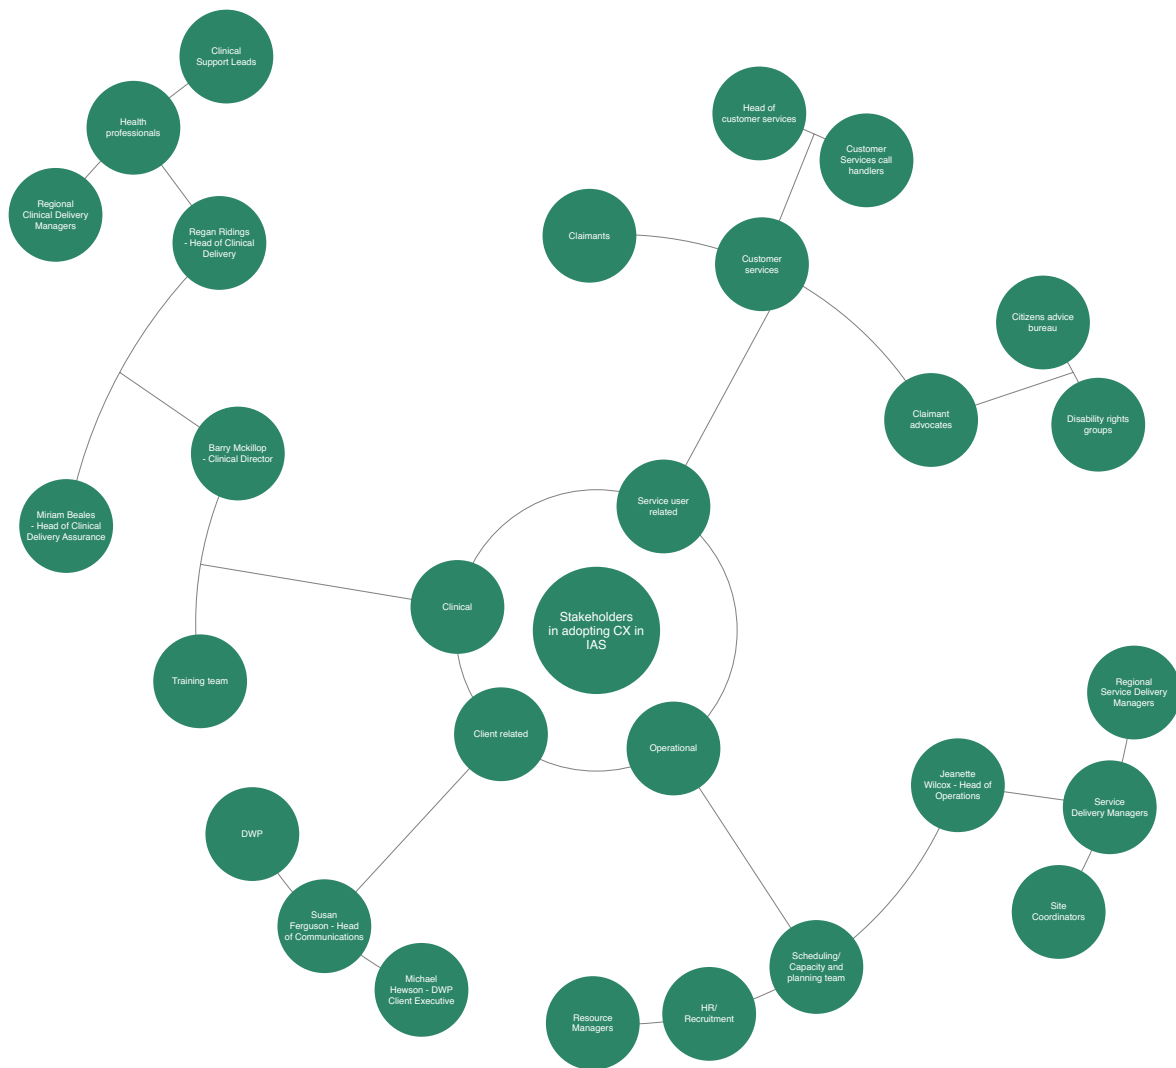 Clinical
Support Leads
Health
professionals
Regional
Clinical Delivery
Managers
Regan Ridings
- Head of Clinical
Delivery
Barry Mckillop
- Clinical Director
Miriam Beales
- Head of Clinical
Delivery Assurance
Training team
Clinical
Head of
customer services
Customer
Services call
handlers
Claimants
Customer
services
Citizens advice
bureau
Claimant
advocates
Disability rights
groups
Service user
related
Stakeholders
in adopting CX in
IAS
Client related
Operational
DWP
Susan
Ferguson - Head
of Communications
Michael
Hewson - DWP
Client Executive
Regional
Service Delivery
Managers
Jeanette
Wilcox - Head of
Operations
Service
Delivery Managers
Site
Coordinators
Scheduling/
Capacity and
planning team
HR/
Recruitment
Resource
Managers